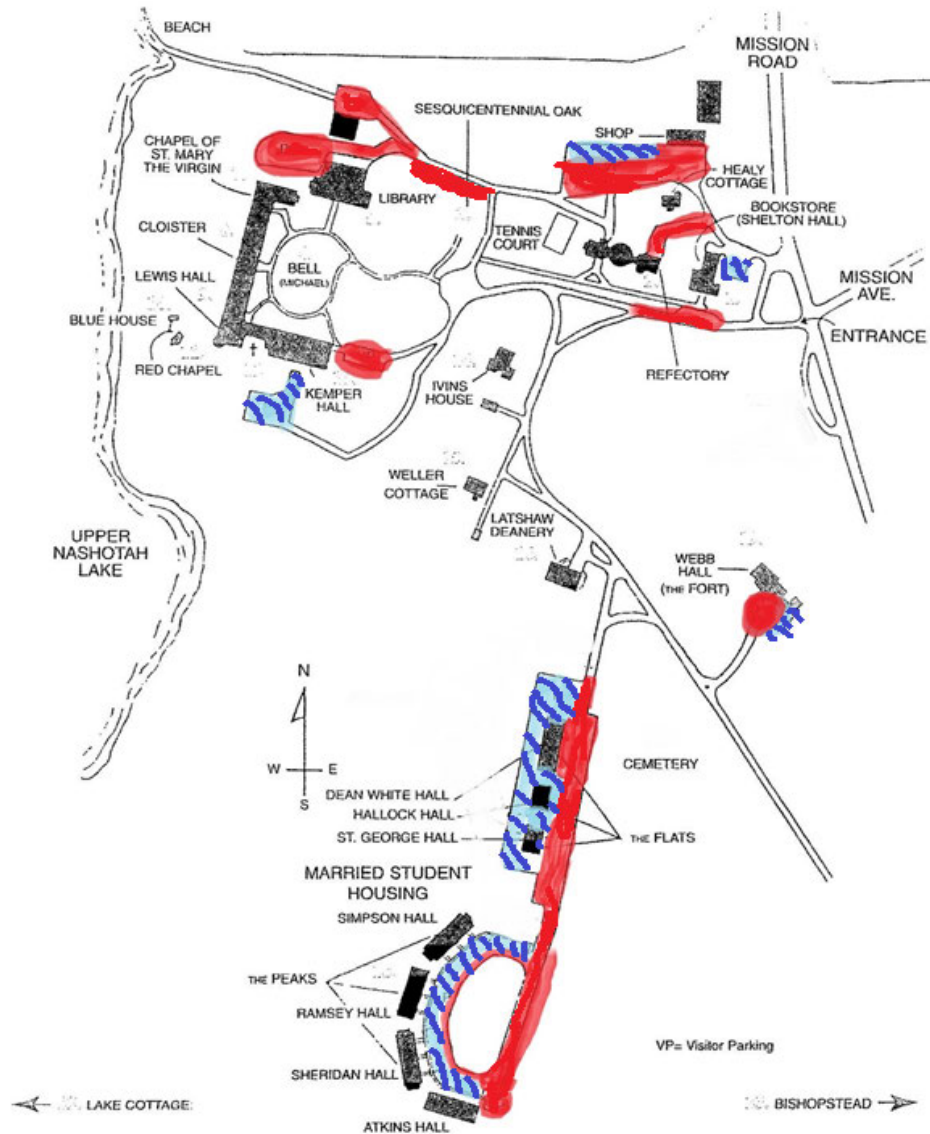 BEACH
MISSION
ROAD
SESQUICENTENNIAL OAK
SHOP
CHAPEL OF
ST. MARY
THE VIRGIN
HEALY
COTTAGE
LIBRARY
BOOKSTORE
(SHELTON HALL)
CLOISTER
TENNIS
COURT
BELL
(MICHAEL)
LEWIS HALL
MISSION
AVE.
BLUE HOUSE
ENTRANCE
RED CHAPEL
REFECTORY
KEMPER
HALL
IVINS
HOUSE
WELLER
COTTAGE
LATSHAW
DEANERY
UPPER
NASHOTAH
LAKE
WEBB
HALL
(THE FORT)
N
W
E
S
CEMETERY
DEAN WHITE HALL
HALLOCK HALL
ST. GEORGE HALL
THE FLATS
MARRIED STUDENT
HOUSING
SIMPSON HALL
THE PEAKS
RAMSEY HALL
SHERIDAN HALL
VP= Visitor Parking
LAKE COTTAGE:
BISHOPSTEAD
ATKINS HALL